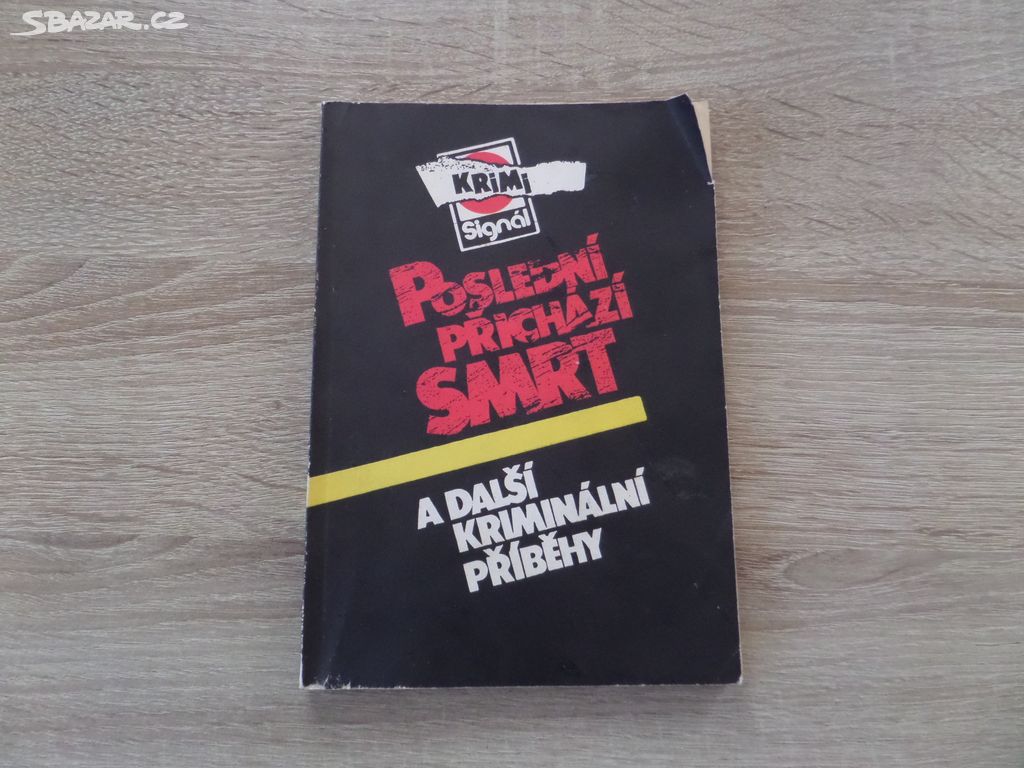 SBAZAR.CZ
KRiMi
Signál
POSLEDNÍ
PŘICHÁZÍ
SMRT
A DALŠÍ
KRIMINÁLNÍ
PŘÍBĚHY